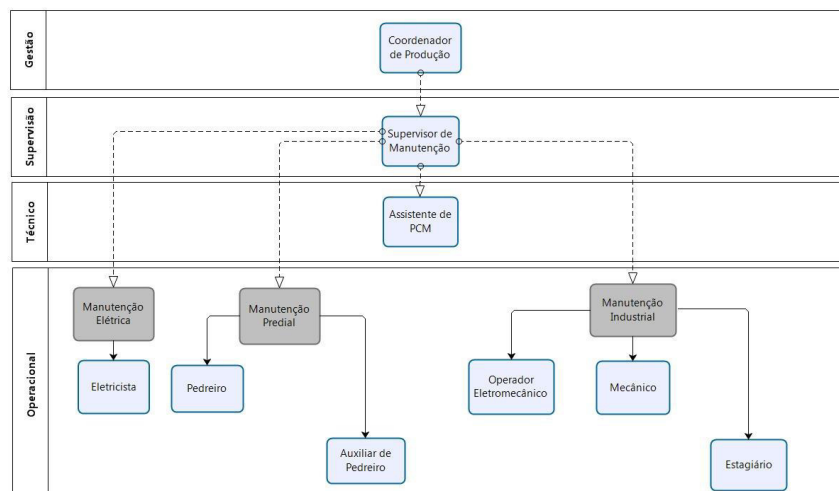 Gestão
Coordenador
de Produção
Supervisão
Supervisor de
Manutenção
Técnico
Assistente de
PCM
Operacional
Manutenção
Elétrica
Manutenção
Predial
Manutenção
Industrial
Eletricista
Pedreiro
Operador
Eletromecânico
Mecânico
Auxiliar de
Pedreiro
Estagiário